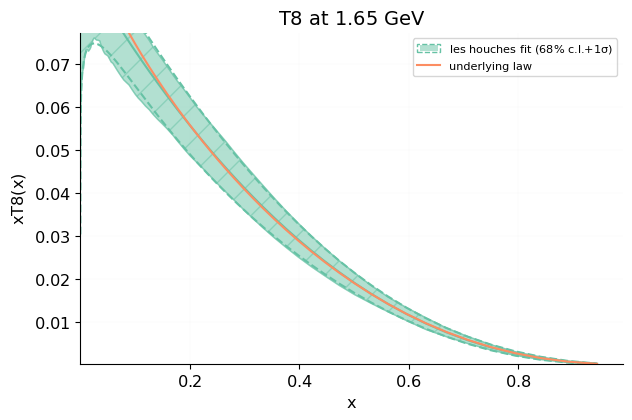 T8 at 1.65 GeV
les houches fit (68% c.l.+1σ)
underlying law
0.07
0.06
0.05
0.04
0.03
0.02
0.01
xT8(x)
0.2
0.4
0.6
0.8
x